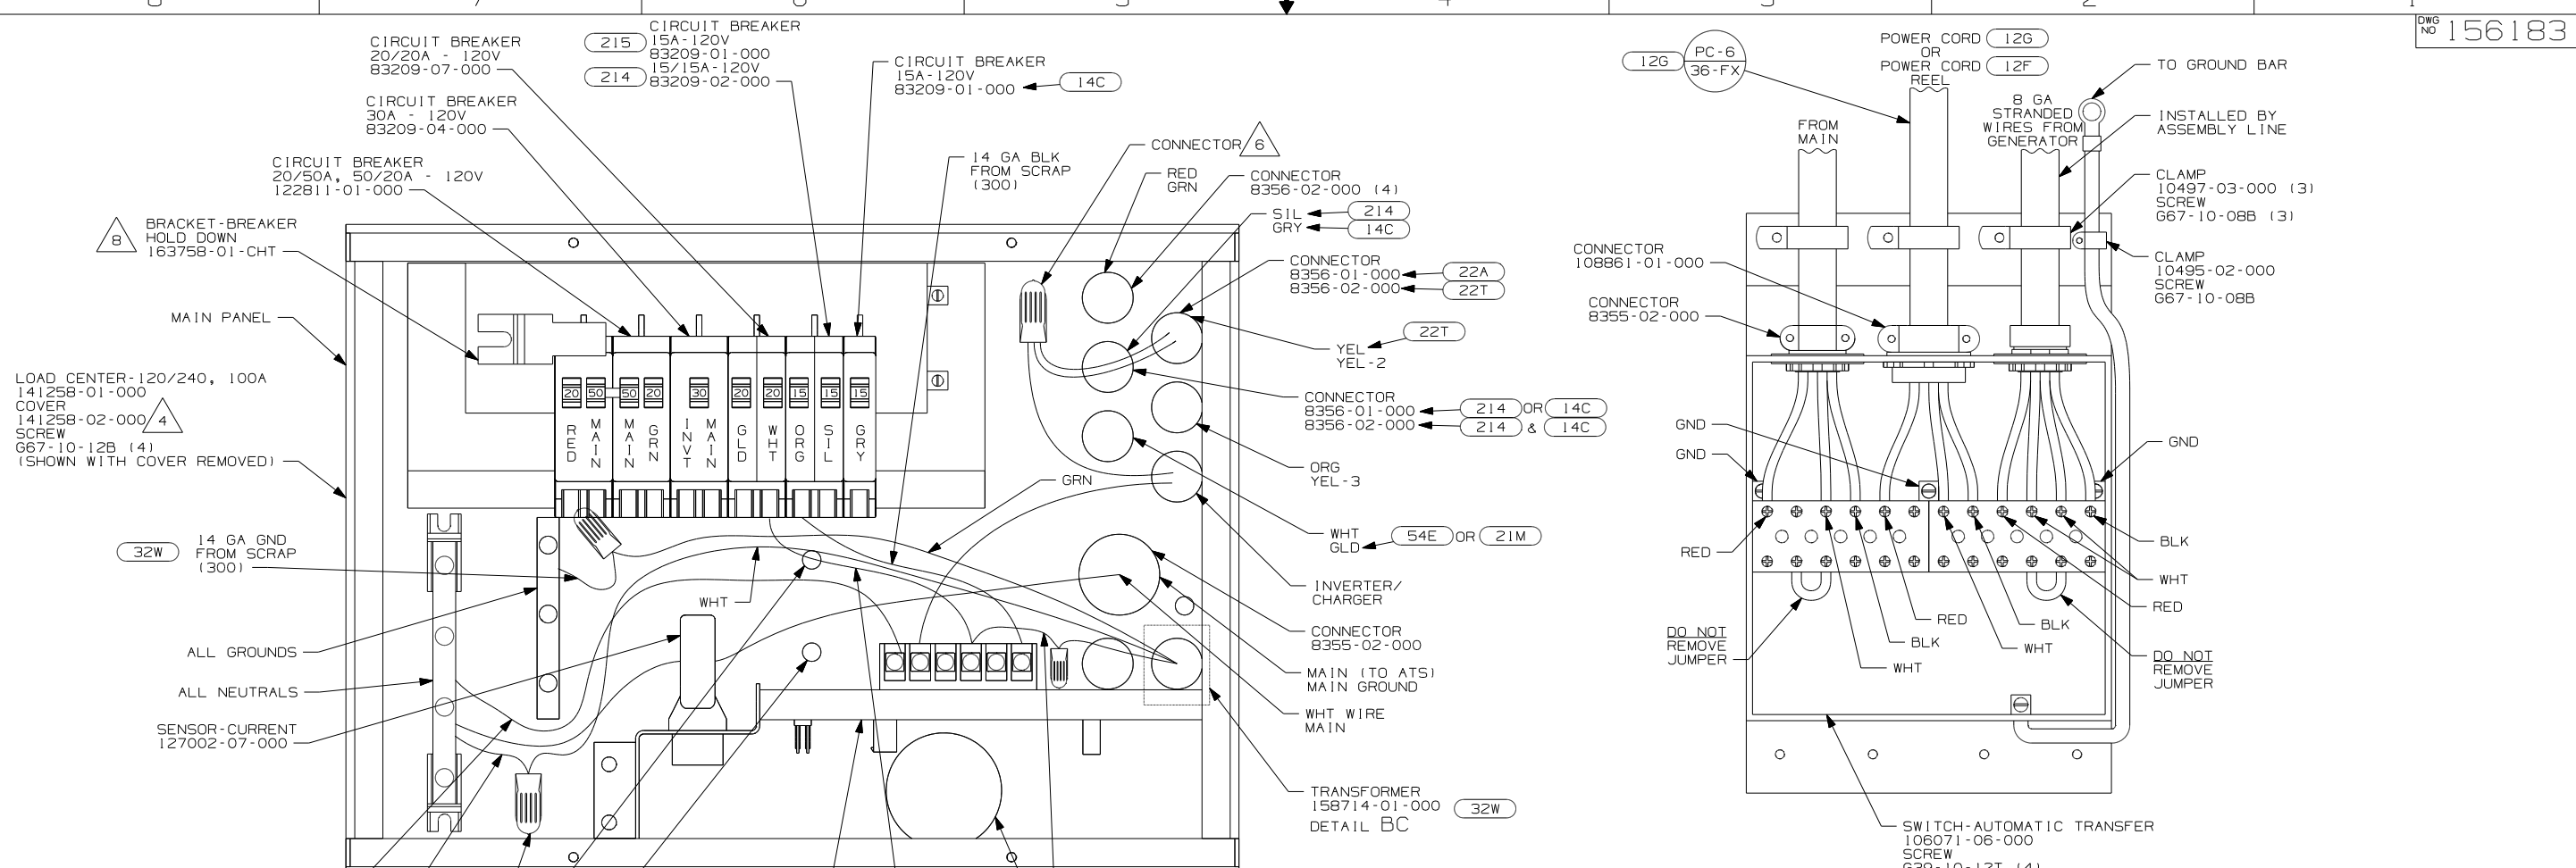 DWG NO 156183
CIRCUIT BREAKER
20/20A - 120V
83209-07-000
CIRCUIT BREAKER
215 15A-120V
83209-01-000
15/15A-120V
214 83209-02-000
CIRCUIT BREAKER
15A-120V
83209-01-000 14C
CIRCUIT BREAKER
30A - 120V
83209-04-000
CIRCUIT BREAKER
20/50A, 50/20A - 120V
122811-01-000
8 BRACKET-BREAKER
HOLD DOWN
163758-01-CHT
MAIN PANEL
LOAD CENTER-120/240, 100A
141258-01-000
COVER
141258-02-000 4
SCREW
G67-10-12B (4)
(SHOWN WITH COVER REMOVED)
32W
14 GA GND
FROM SCRAP
(300)
ALL GROUNDS
ALL NEUTRALS
SENSOR-CURRENT
127002-07-000
14 GA BLK
FROM SCRAP
(300)
CONNECTOR 6
RED
GRN
CONNECTOR
8356-02-000 (4)
SIL 214
GRY 14C
CONNECTOR
8356-01-000 22A
8356-02-000 22T
22T
YEL
YEL-2
CONNECTOR
8356-01-000 214 OR 14C
8356-02-000 214 & 14C
ORG
YEL-3
WHT
GLD 54E OR 21M
INVERTER/
CHARGER
CONNECTOR
8355-02-000
MAIN (TO ATS)
MAIN GROUND
WHT WIRE
MAIN
TRANSFORMER
158714-01-000 32W
DETAIL BC
20 50 50 20 30 20 20 15 15 15
RED MAIN MAIN GRN INVT MAIN GLD WHT ORG SIL GRY
GRN
WHT
12G PC-6
36-FX
POWER CORD 12G
OR
POWER CORD 12F
REEL
FROM
MAIN
8 GA
STRANDED
WIRES FROM
GENERATOR
TO GROUND BAR
INSTALLED BY
ASSEMBLY LINE
CLAMP
10497-03-000 (3)
SCREW
G67-10-08B (3)
CLAMP
10495-02-000
SCREW
G67-10-08B
CONNECTOR
108861-01-000
CONNECTOR
8355-02-000
GND
GND
GND
RED
BLK
WHT
RED
RED
BLK
WHT
BLK
WHT
DO NOT
REMOVE
JUMPER
DO NOT
REMOVE
JUMPER
SWITCH-AUTOMATIC TRANSFER
106071-06-000
SCREW